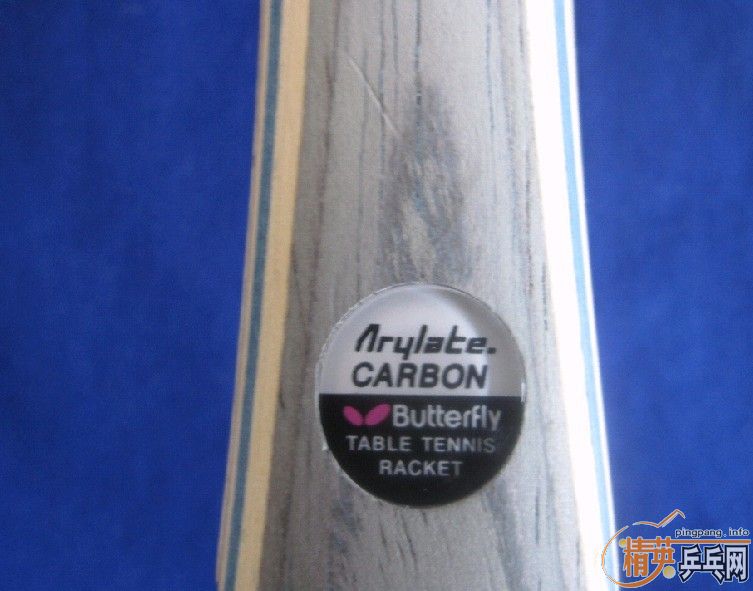 Arylate.
CARBON
Butterfly
TABLE TENNIS
RACKET
pingpang.info
精英乒乓网